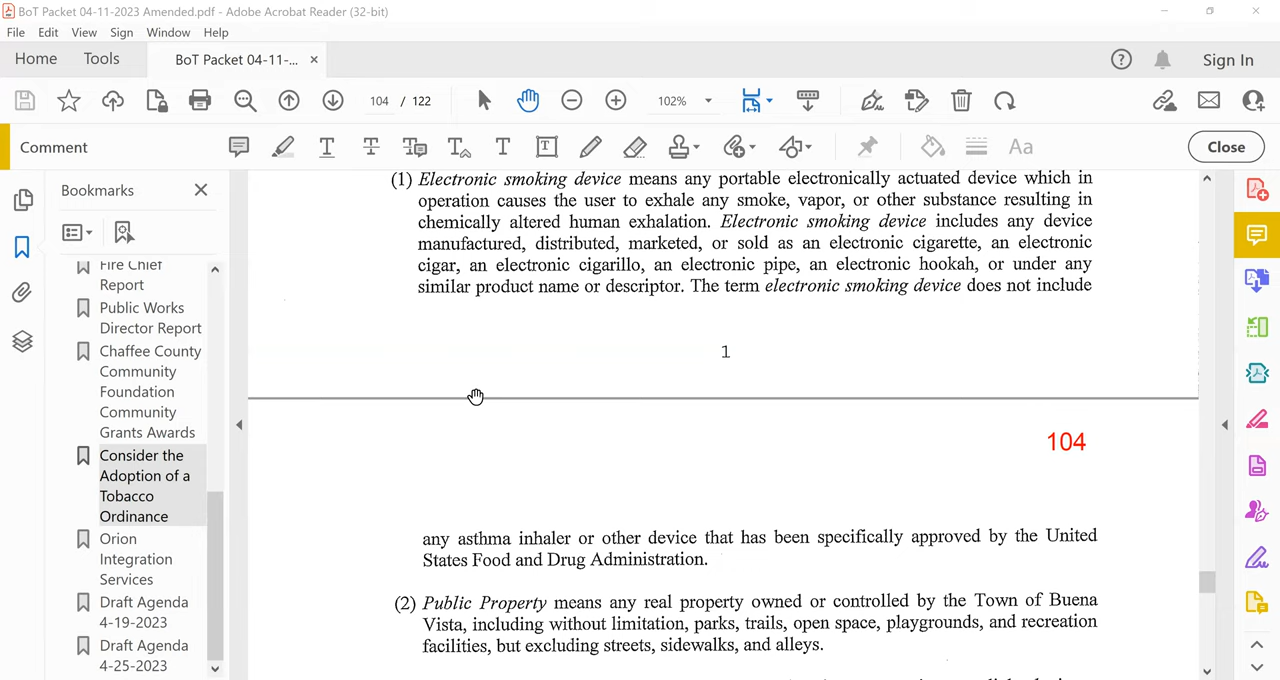 BoT Packet 04-11-2023 Amended.pdf - Adobe Acrobat Reader (32-bit)
File Edit View Sign Window Help
Home Tools BoT Packet 04-11-... Sign In
104 / 122 102%
Comment Close
Bookmarks
Fire Chief
Report
Public Works
Director Report
Chaffee County
Community
Foundation
Community
Grants Awards
Consider the
Adoption of a
Tobacco
Ordinance
Orion
Integration
Services
Draft Agenda
4-19-2023
Draft Agenda
4-25-2023
(1) Electronic smoking device means any portable electronically actuated device which in
operation causes the user to exhale any smoke, vapor, or other substance resulting in
chemically altered human exhalation. Electronic smoking device includes any device
manufactured, distributed, marketed, or sold as an electronic cigarette, an electronic
cigar, an electronic cigarillo, an electronic pipe, an electronic hookah, or under any
similar product name or descriptor. The term electronic smoking device does not include
1
104
any asthma inhaler or other device that has been specifically approved by the United
States Food and Drug Administration.
(2) Public Property means any real property owned or controlled by the Town of Buena
Vista, including without limitation, parks, trails, open space, playgrounds, and recreation
facilities, but excluding streets, sidewalks, and alleys.